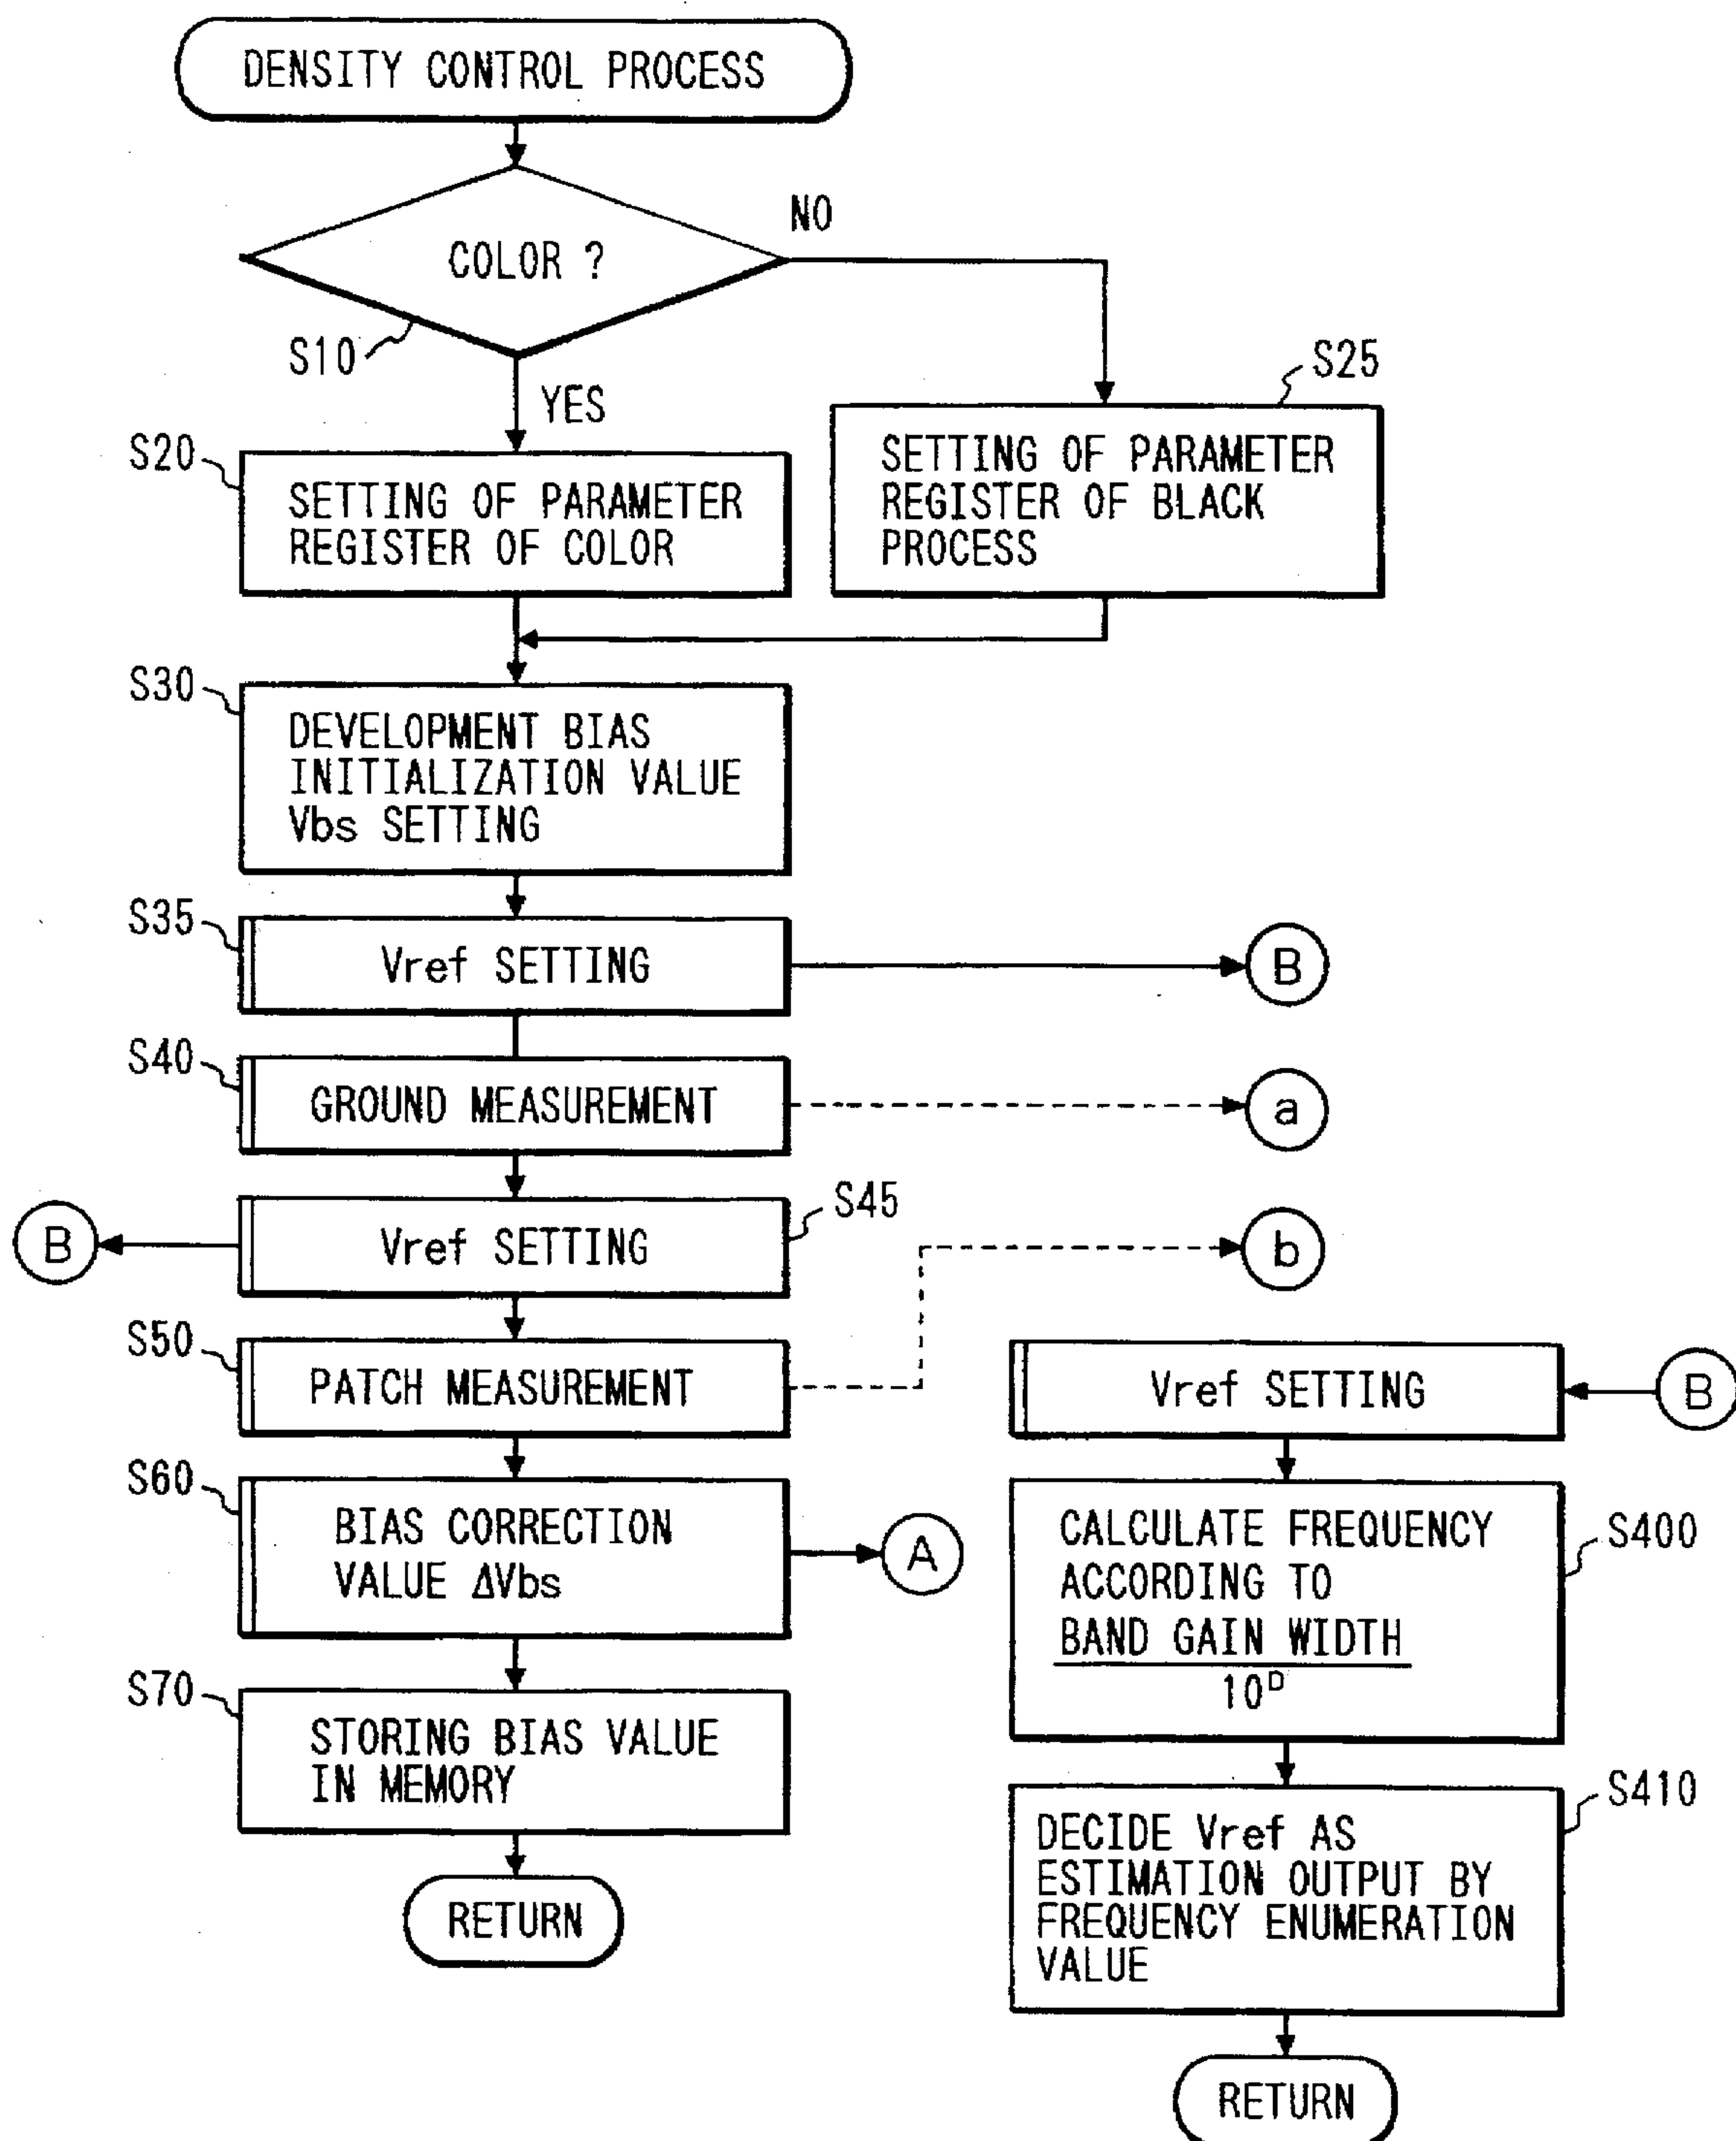 DENSITY CONTROL PROCESS
COLOR ?
NO
S10
YES
S25
SETTING OF PARAMETER
REGISTER OF BLACK
PROCESS
S20
SETTING OF PARAMETER
REGISTER OF COLOR
S30
DEVELOPMENT BIAS
INITIALIZATION VALUE
Vbs SETTING
S35
Vref SETTING
B
S40
GROUND MEASUREMENT
a
S45
B
Vref SETTING
b
S50
PATCH MEASUREMENT
S60
BIAS CORRECTION
VALUE ΔVbs
A
S70
STORING BIAS VALUE
IN MEMORY
RETURN
Vref SETTING
B
CALCULATE FREQUENCY
ACCORDING TO
BAND GAIN WIDTH
10ᴰ
S400
S410
DECIDE Vref AS
ESTIMATION OUTPUT BY
FREQUENCY ENUMERATION
VALUE
RETURN